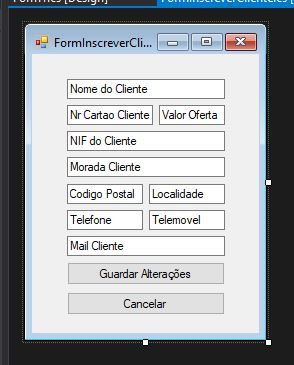 [Design]
FormInscreverCli...
Nome do Cliente
Nr Cartao Cliente Valor Oferta
NIF do Cliente
Morada Cliente
Codigo Postal Localidade
Telefone Telemovel
Mail Cliente
Guardar Alterações
Cancelar